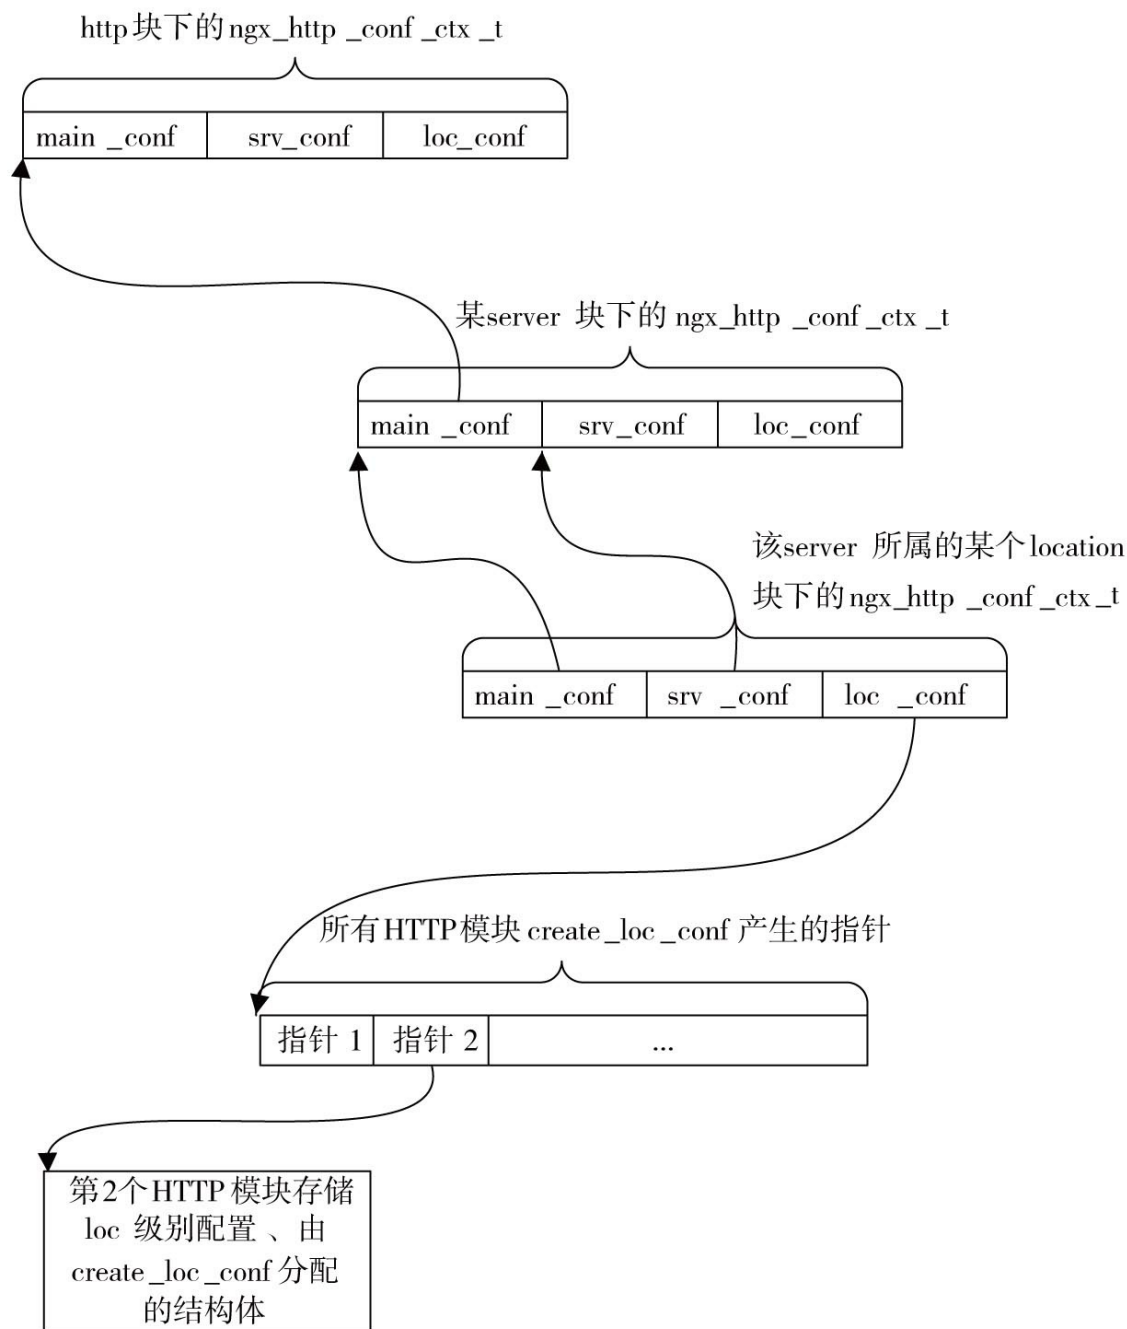 http块下的ngx_http _conf _ctx _t
main _conf srv_conf loc_conf
某server 块下的 ngx_http _conf _ctx _t
main _conf srv_conf loc_conf
该server 所属的某个location
块下的ngx_http _conf _ctx _t
main _conf srv _conf loc _conf
所有HTTP模块 create_loc _conf 产生的指针
指针 1 指针 2 ...
第2个HTTP 模块存储
loc 级别配置 、由
create_loc _conf 分配
的结构体